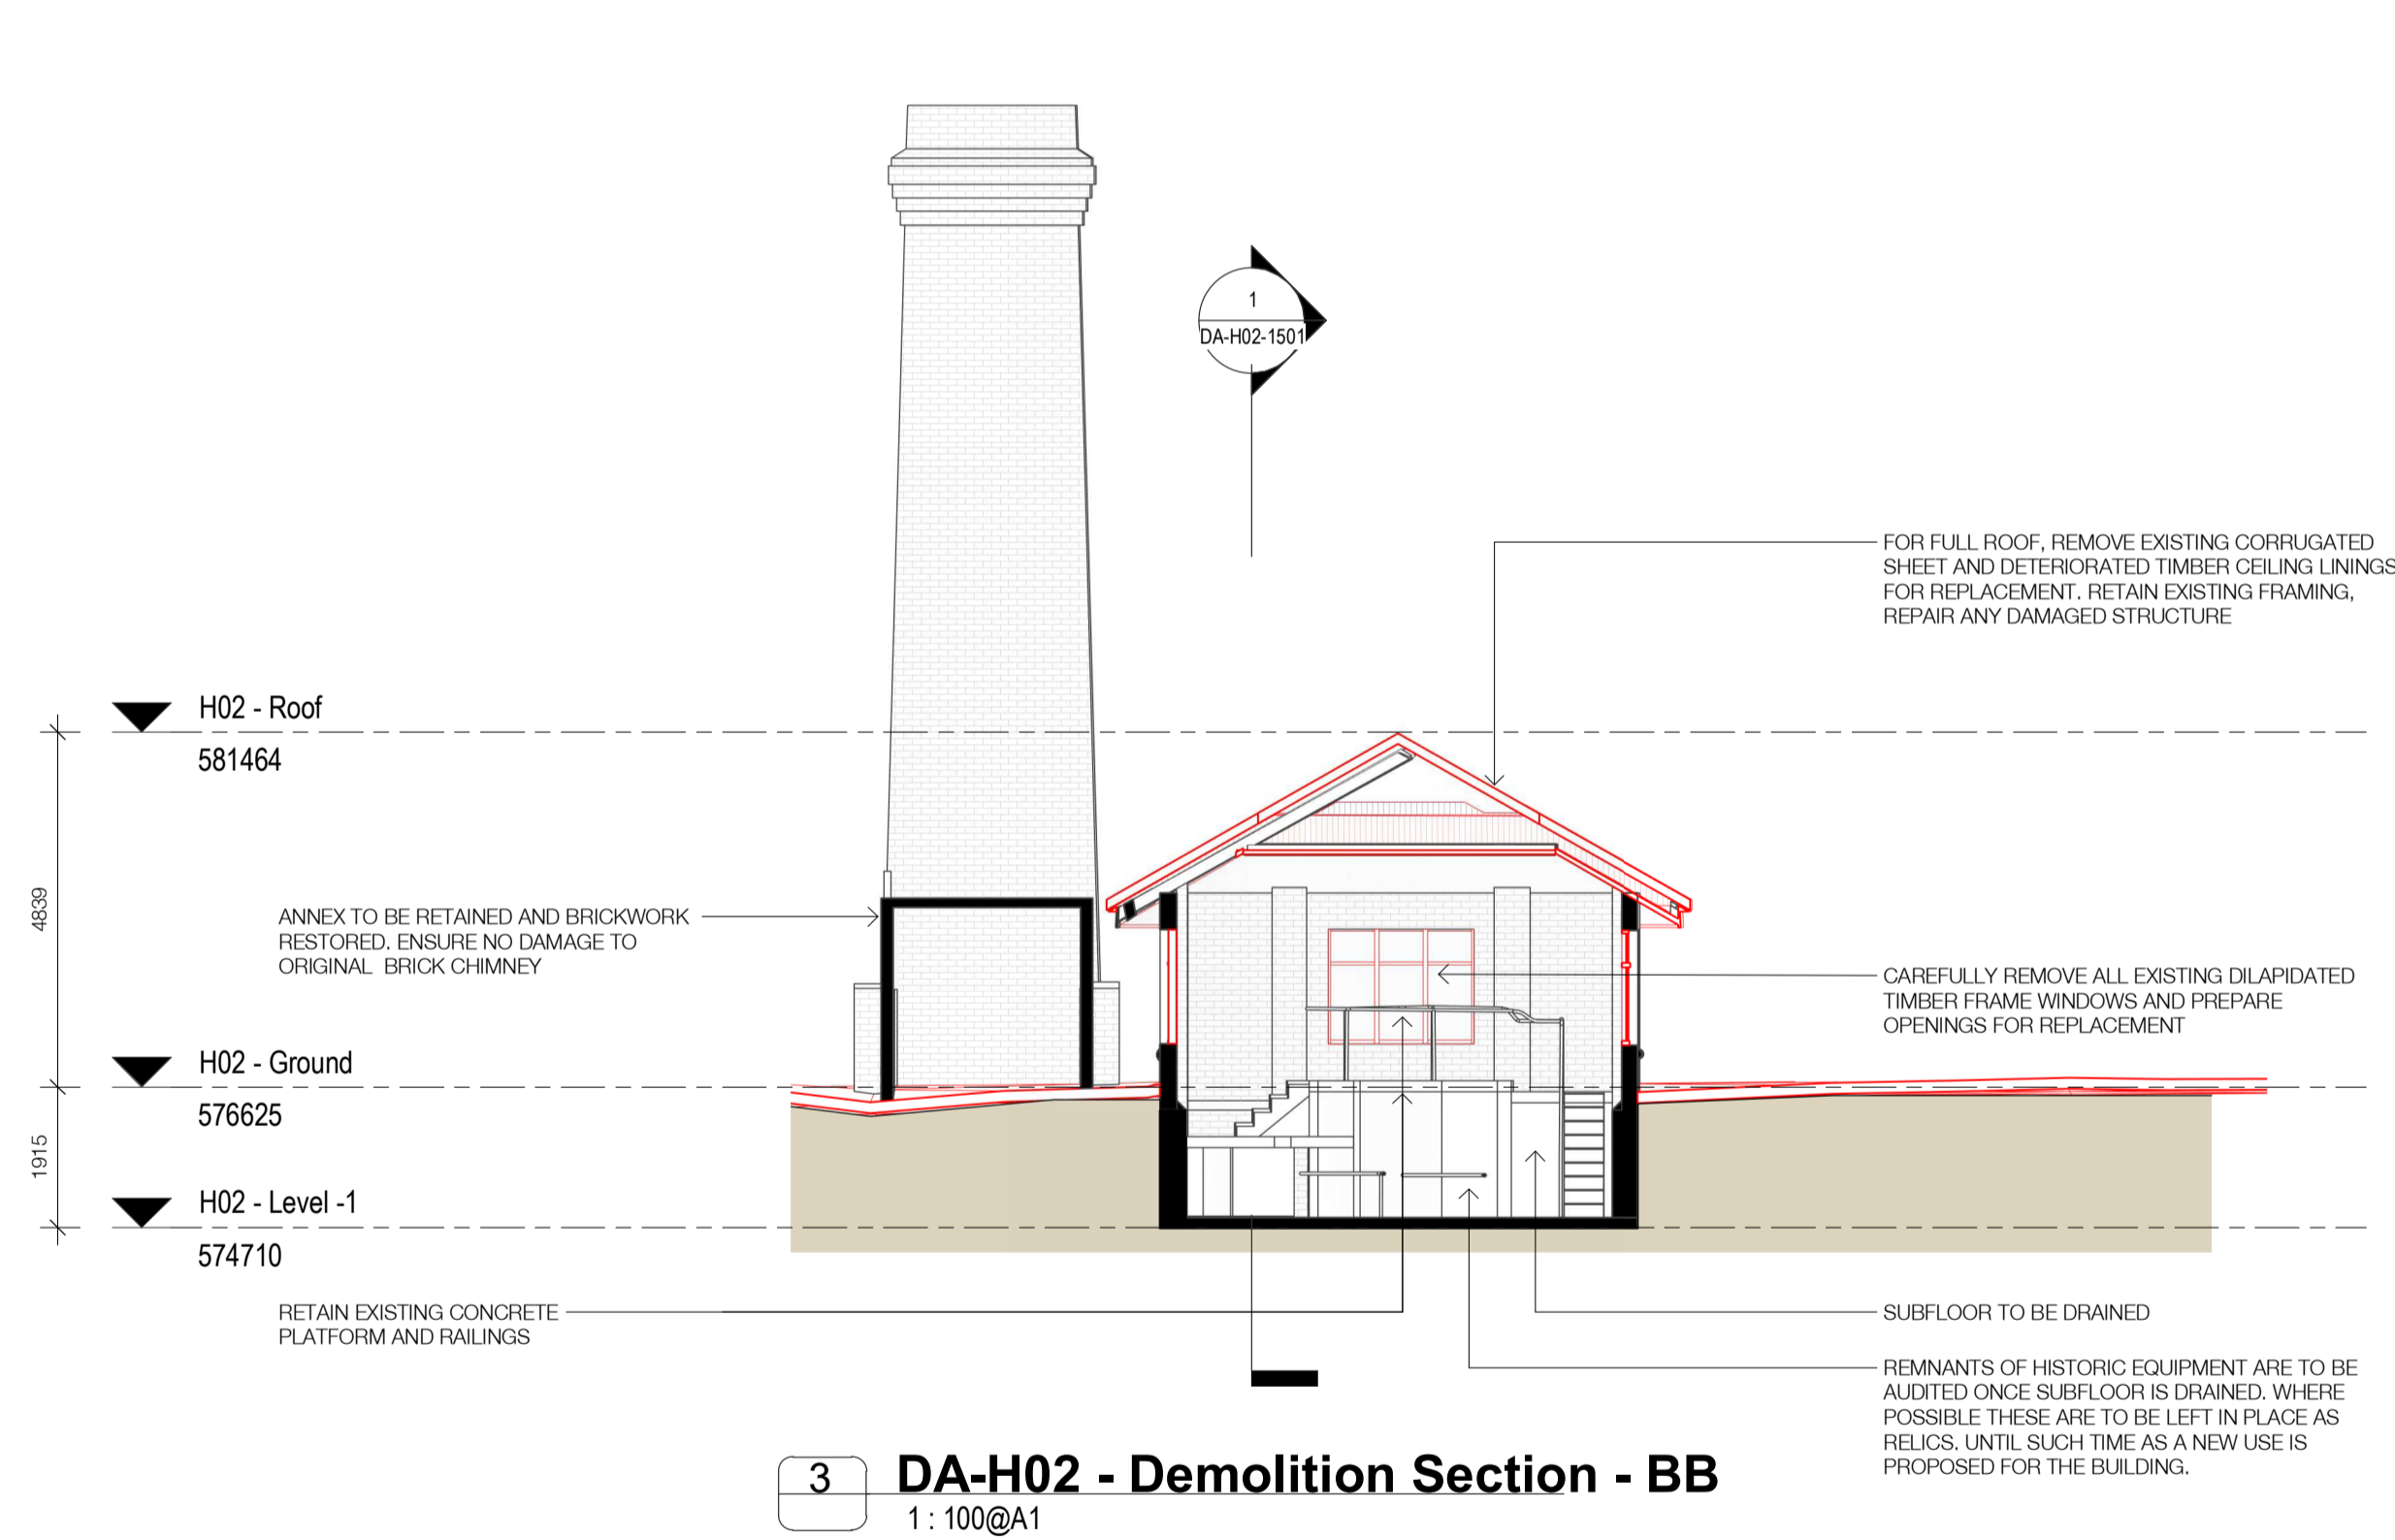 1
DA-H02-1501
FOR FULL ROOF, REMOVE EXISTING CORRUGATED
SHEET AND DETERIORATED TIMBER CEILING LININGS
FOR REPLACEMENT. RETAIN EXISTING FRAMING,
REPAIR ANY DAMAGED STRUCTURE
H02 - Roof
581464
4839
ANNEX TO BE RETAINED AND BRICKWORK
RESTORED. ENSURE NO DAMAGE TO
ORIGINAL BRICK CHIMNEY
CAREFULLY REMOVE ALL EXISTING DILAPIDATED
TIMBER FRAME WINDOWS AND PREPARE
OPENINGS FOR REPLACEMENT
H02 - Ground
576625
1915
H02 - Level -1
574710
RETAIN EXISTING CONCRETE
PLATFORM AND RAILINGS
SUBFLOOR TO BE DRAINED
REMNANTS OF HISTORIC EQUIPMENT ARE TO BE
AUDITED ONCE SUBFLOOR IS DRAINED. WHERE
POSSIBLE THESE ARE TO BE LEFT IN PLACE AS
RELICS. UNTIL SUCH TIME AS A NEW USE IS
PROPOSED FOR THE BUILDING.
3
DA-H02 - Demolition Section - BB
1 : 100@A1